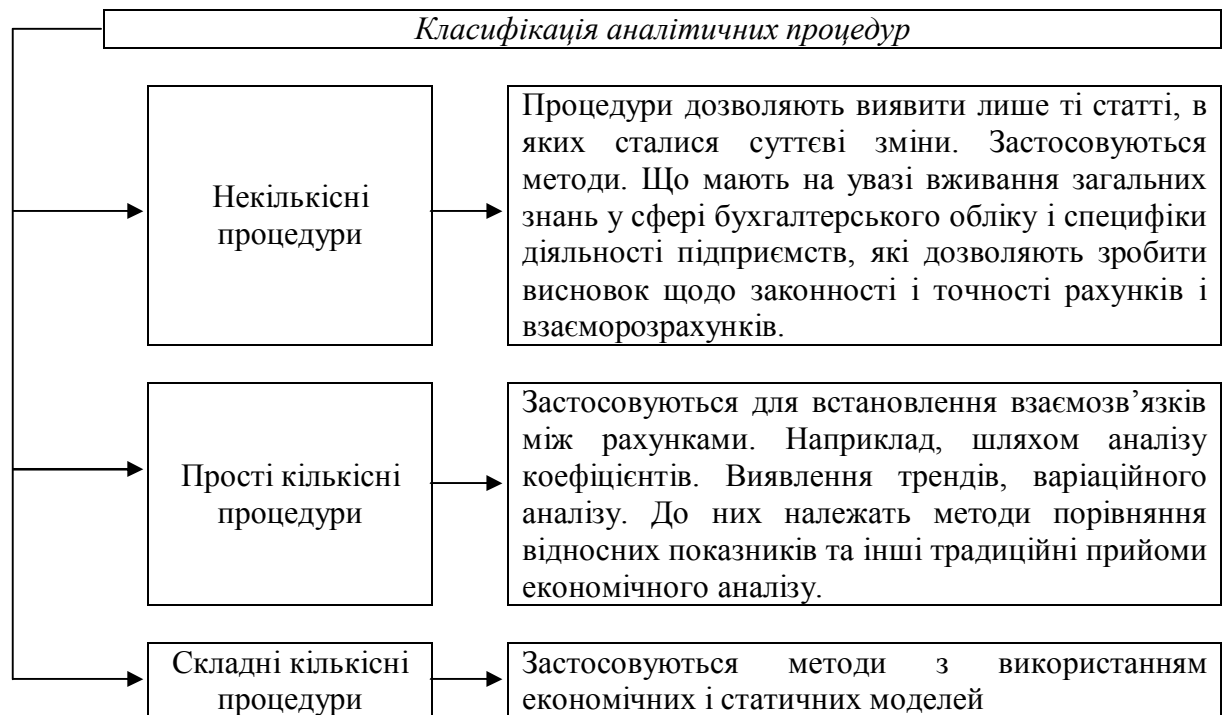 Класифікація аналітичних процедур
Некількісні
процедури
Процедури дозволяють виявити лише ті статті, в
яких сталися суттєві зміни. Застосовуються
методи. Що мають на увазі вживання загальних
знань у сфері бухгалтерського обліку і специфіки
діяльності підприємств, які дозволяють зробити
висновок щодо законності і точності рахунків і
взаєморозрахунків.
Прості кількісні
процедури
Застосовуються для встановлення взаємозв’язків
між рахунками. Наприклад, шляхом аналізу
коефіцієнтів. Виявлення трендів, варіаційного
аналізу. До них належать методи порівняння
відносних показників та інші традиційні прийоми
економічного аналізу.
Складні кількісні
процедури
Застосовуються методи з використанням
економічних і статичних моделей